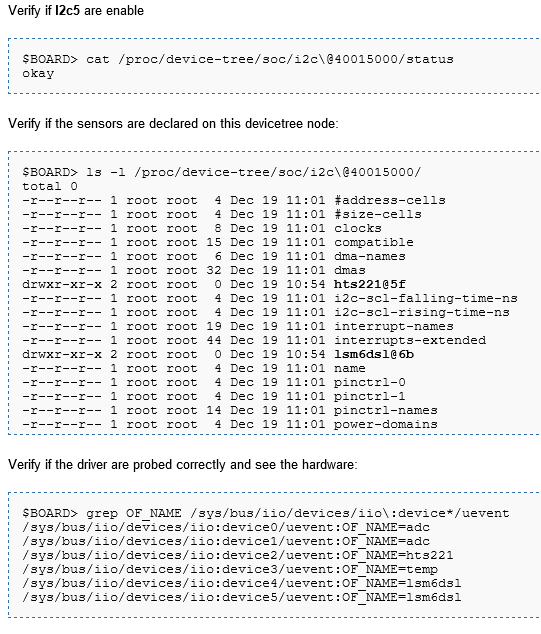 Verify if I2c5 are enable
$BOARD> cat /proc/device-tree/soc/i2c\@40015000/status
okay
Verify if the sensors are declared on this devicetree node:
$BOARD> ls -l /proc/device-tree/soc/i2c\@40015000/
total 0
-r--r--r-- 1 root root  4 Dec 19 11:01 #address-cells
-r--r--r-- 1 root root  4 Dec 19 11:01 #size-cells
-r--r--r-- 1 root root  8 Dec 19 11:01 clocks
-r--r--r-- 1 root root 15 Dec 19 11:01 compatible
-r--r--r-- 1 root root  6 Dec 19 11:01 dma-names
-r--r--r-- 1 root root 32 Dec 19 11:01 dmas
drwxr-xr-x 2 root root  0 Dec 19 10:54 hts221@5f
-r--r--r-- 1 root root  4 Dec 19 11:01 i2c-scl-falling-time-ns
-r--r--r-- 1 root root  4 Dec 19 11:01 i2c-scl-rising-time-ns
-r--r--r-- 1 root root 19 Dec 19 11:01 interrupt-names
-r--r--r-- 1 root root 44 Dec 19 11:01 interrupts-extended
drwxr-xr-x 2 root root  0 Dec 19 10:54 lsm6dsl@6b
-r--r--r-- 1 root root  4 Dec 19 11:01 name
-r--r--r-- 1 root root  4 Dec 19 11:01 pinctrl-0
-r--r--r-- 1 root root  4 Dec 19 11:01 pinctrl-1
-r--r--r-- 1 root root 14 Dec 19 11:01 pinctrl-names
-r--r--r-- 1 root root  4 Dec 19 11:01 power-domains
Verify if the driver are probed correctly and see the hardware:
$BOARD> grep OF_NAME /sys/bus/iio/devices/iio\:device*/uevent
/sys/bus/iio/devices/iio:device0/uevent:OF_NAME=adc
/sys/bus/iio/devices/iio:device1/uevent:OF_NAME=adc
/sys/bus/iio/devices/iio:device2/uevent:OF_NAME=hts221
/sys/bus/iio/devices/iio:device3/uevent:OF_NAME=temp
/sys/bus/iio/devices/iio:device4/uevent:OF_NAME=lsm6dsl
/sys/bus/iio/devices/iio:device5/uevent:OF_NAME=lsm6dsl